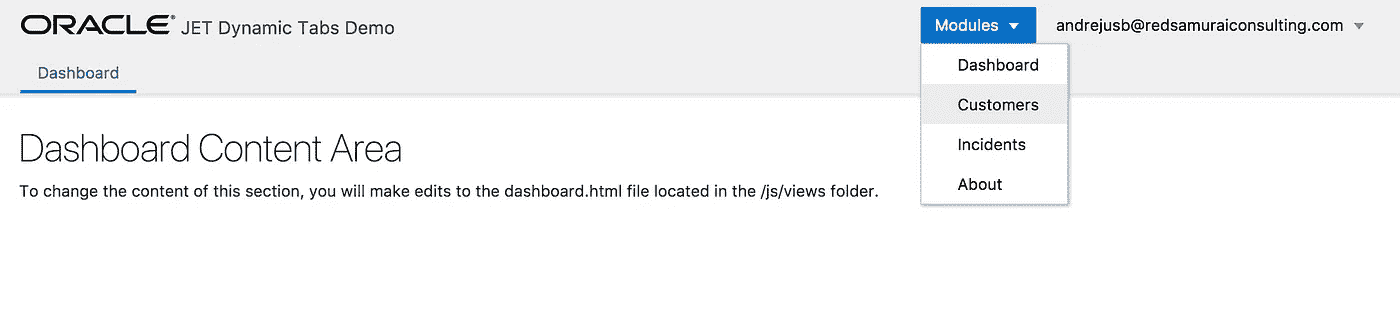 ORACLE® JET Dynamic Tabs Demo
Modules
andrejusb@redsamuraiconsulting.com
Dashboard
Dashboard
Customers
Incidents
About
Dashboard Content Area
To change the content of this section, you will make edits to the dashboard.html file located in the /js/views folder.